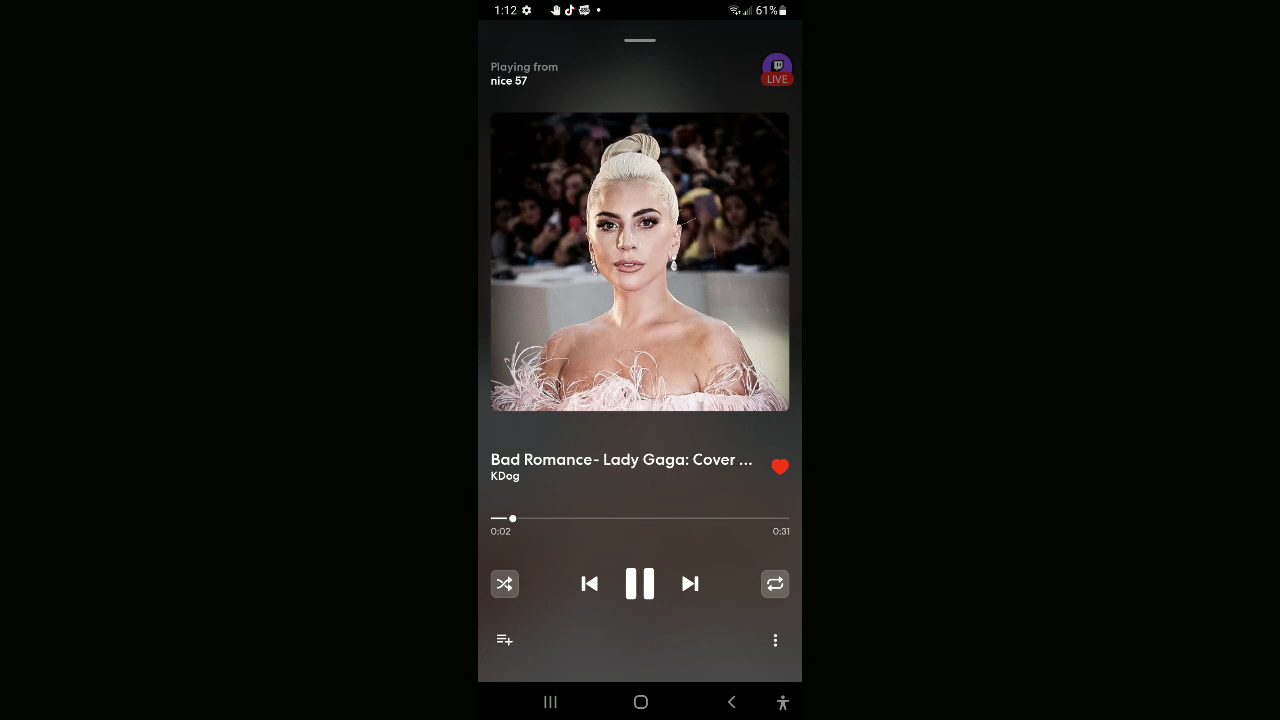 1:12
61%
Playing from
nice 57
LIVE
Bad Romance- Lady Gaga: Cover ...
KDog
0:02
0:31